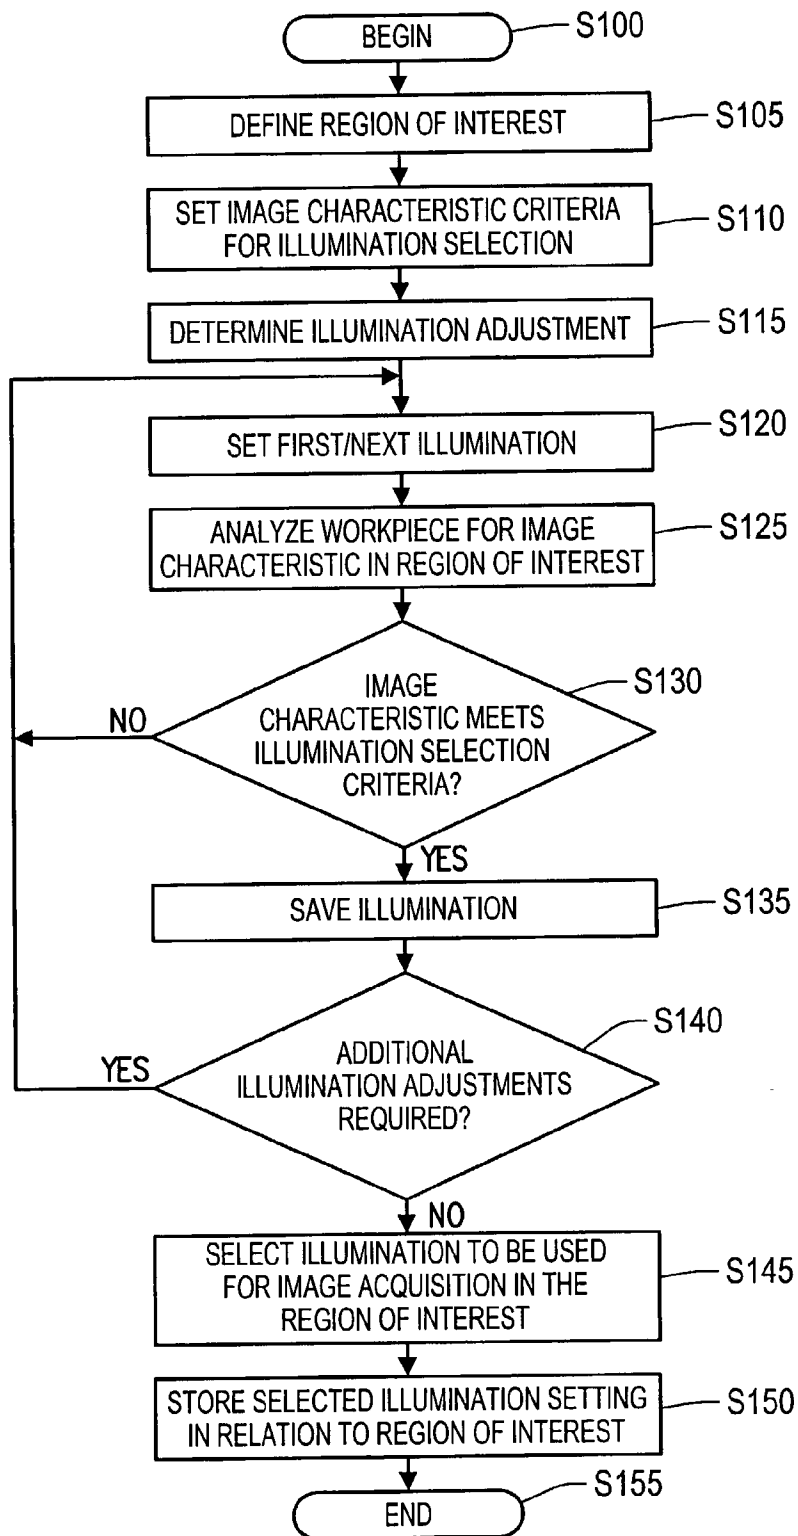 BEGIN
S100
DEFINE REGION OF INTEREST
S105
SET IMAGE CHARACTERISTIC CRITERIA
FOR ILLUMINATION SELECTION
S110
DETERMINE ILLUMINATION ADJUSTMENT
S115
SET FIRST/NEXT ILLUMINATION
S120
ANALYZE WORKPIECE FOR IMAGE
CHARACTERISTIC IN REGION OF INTEREST
S125
IMAGE
CHARACTERISTIC MEETS
ILLUMINATION SELECTION
CRITERIA?
S130
NO
YES
SAVE ILLUMINATION
S135
ADDITIONAL
ILLUMINATION ADJUSTMENTS
REQUIRED?
S140
YES
NO
SELECT ILLUMINATION TO BE USED
FOR IMAGE ACQUISITION IN THE
REGION OF INTEREST
S145
STORE SELECTED ILLUMINATION SETTING
IN RELATION TO REGION OF INTEREST
S150
END
S155